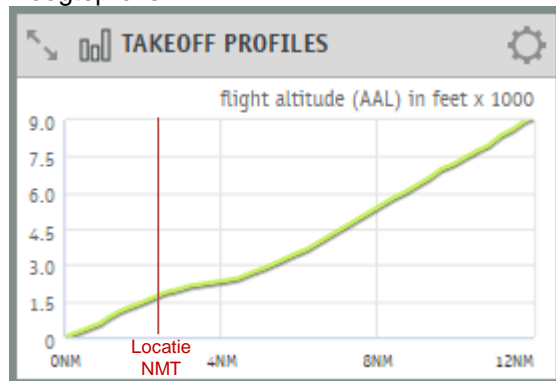 TAKEOFF PROFILES
flight altitude (AAL) in feet x 1000
9.0
7.5
6.0
4.5
3.0
1.5
0
0NM
Locatie
NMT
4NM
8NM
12NM